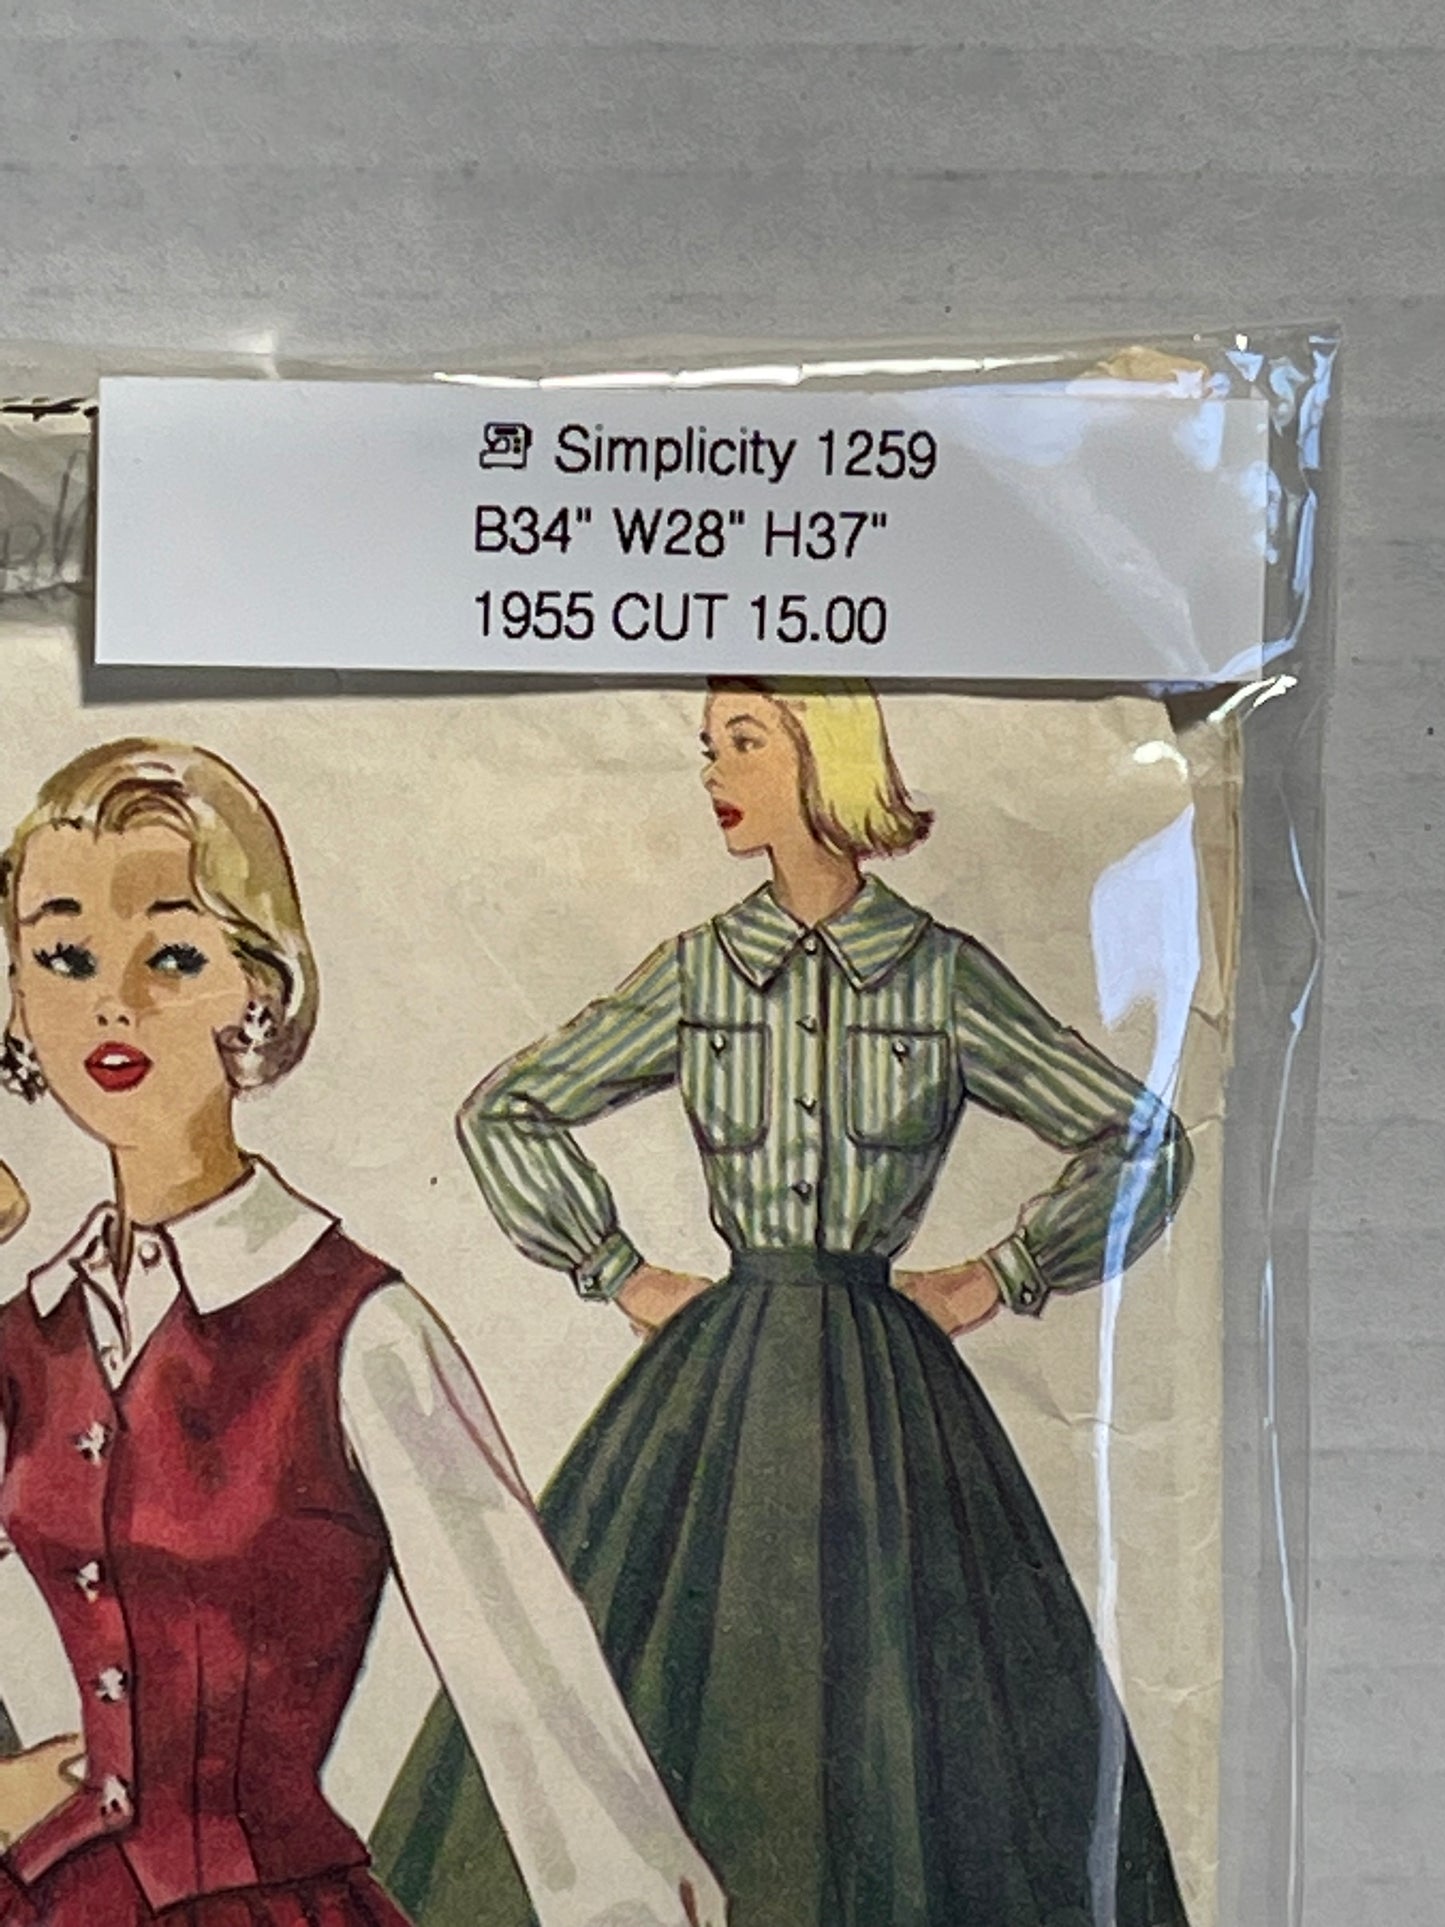 Simplicity 1259
B34" W28" H37"
1955 CUT 15.00